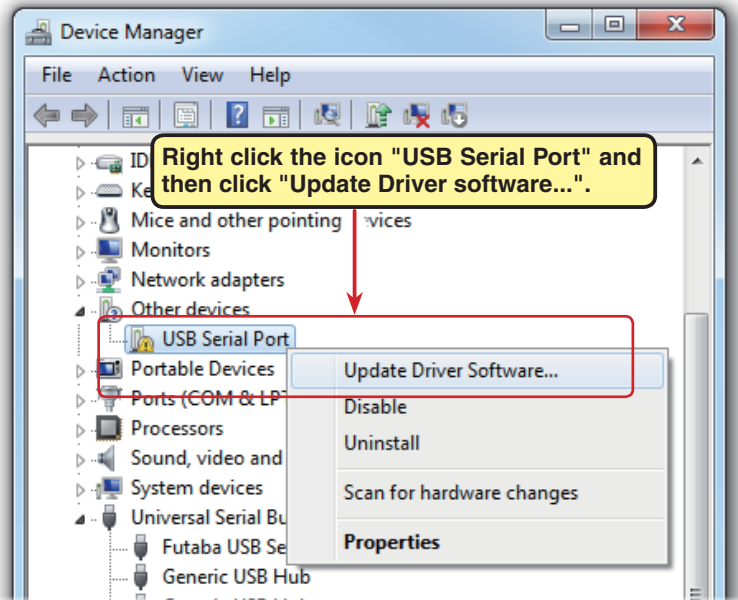 Device Manager
File Action View Help
Right click the icon "USB Serial Port" and
then click "Update Driver software...".
Mice and other pointing vices
Monitors
Network adapters
Other devices
USB Serial Port
Portable Devices
Update Driver Software...
Ports (COM & LP
Disable
Processors
Uninstall
Sound, video and
System devices
Scan for hardware changes
Universal Serial Bu
Properties
Futaba USB Se
Generic USB Hub